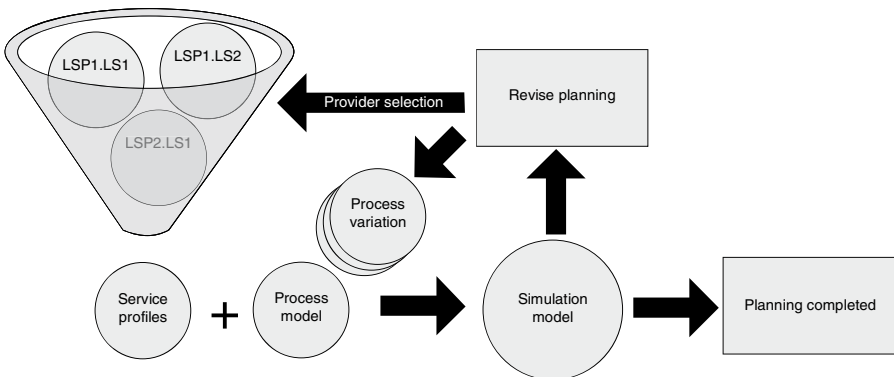 LSP1.LS1
LSP1.LS2
LSP2.LS1
Provider selection
Revise planning
Process
variation
Service
profiles
+
Process
model
Simulation
model
Planning completed